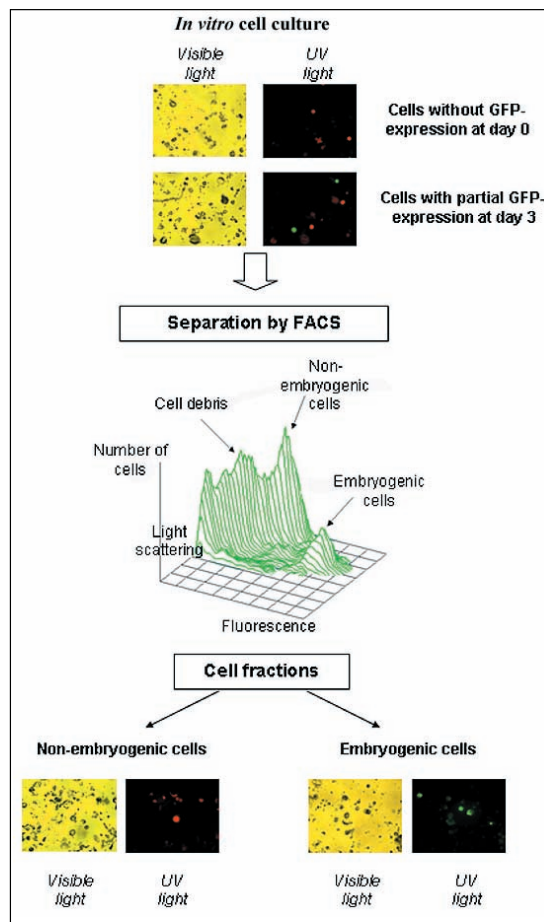 In vitro cell culture
Visible
light
UV
light
Cells without GFP-
expression at day 0
Cells with partial GFP-
expression at day 3
Separation by FACS
Non-
embryogenic
cells
Cell debris
Number of
cells
Embryogenic
cells
Light
scattering
Fluorescence
Cell fractions
Non-embryogenic cells
Embryogenic cells
Visible
light
UV
light
Visible
light
UV
light